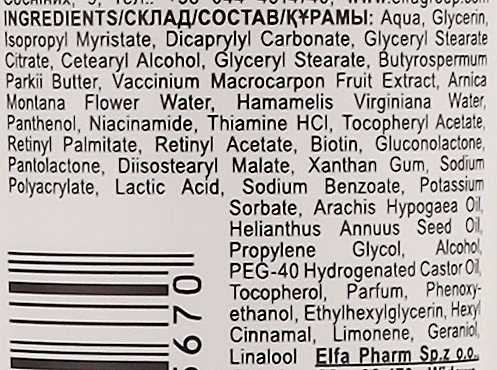 INGREDIENTS/СКЛАД/СОСТАВ/ҚҰРАМЫ: Aqua, Glycerin,
Isopropyl Myristate, Dicaprylyl Carbonate, Glyceryl Stearate
Citrate, Cetearyl Alcohol, Glyceryl Stearate, Butyrospermum
Parkii Butter, Vaccinium Macrocarpon Fruit Extract, Arnica
Montana Flower Water, Hamamelis Virginiana Water,
Panthenol, Niacinamide, Thiamine HCl, Tocopheryl Acetate,
Retinyl Palmitate, Retinyl Acetate, Biotin, Gluconolactone,
Pantolactone, Diisostearyl Malate, Xanthan Gum, Sodium
Polyacrylate, Lactic Acid, Sodium Benzoate, Potassium
Sorbate, Arachis Hypogaea Oil,
Helianthus Annuus Seed Oil,
Propylene Glycol, Alcohol,
PEG-40 Hydrogenated Castor Oil,
Tocopherol, Parfum, Phenoxy-
ethanol, Ethylhexylglycerin, Hexyl
Cinnamal, Limonene, Geraniol,
Linalool Elfa Pharm Sp.z o.o.
5670